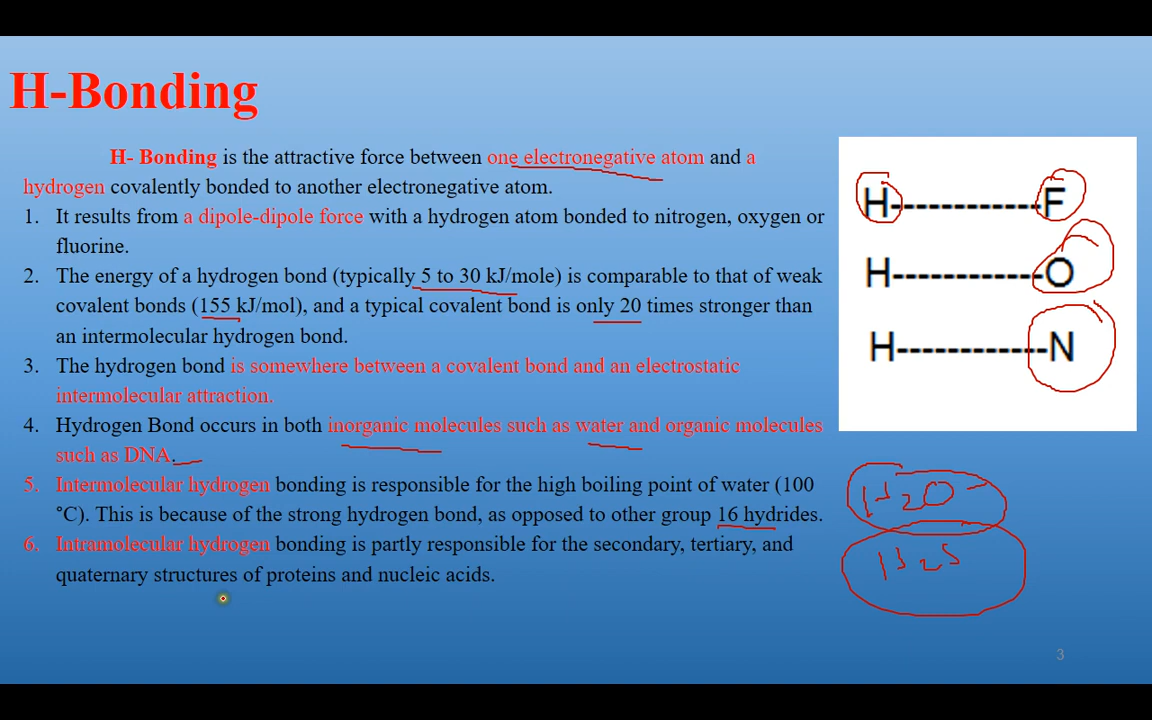 H-Bonding
H- Bonding is the attractive force between one electronegative atom and a
hydrogen covalently bonded to another electronegative atom.
1. It results from a dipole-dipole force with a hydrogen atom bonded to nitrogen, oxygen or
fluorine.
2. The energy of a hydrogen bond (typically 5 to 30 kJ/mole) is comparable to that of weak
covalent bonds (155 kJ/mol), and a typical covalent bond is only 20 times stronger than
an intermolecular hydrogen bond.
3. The hydrogen bond is somewhere between a covalent bond and an electrostatic
intermolecular attraction.
4. Hydrogen Bond occurs in both inorganic molecules such as water and organic molecules
such as DNA.
5. Intermolecular hydrogen bonding is responsible for the high boiling point of water (100
°C). This is because of the strong hydrogen bond, as opposed to other group 16 hydrides.
6. Intramolecular hydrogen bonding is partly responsible for the secondary, tertiary, and
quaternary structures of proteins and nucleic acids.
H-------------F
H-------------O
H-------------N
H2O
H2S
3